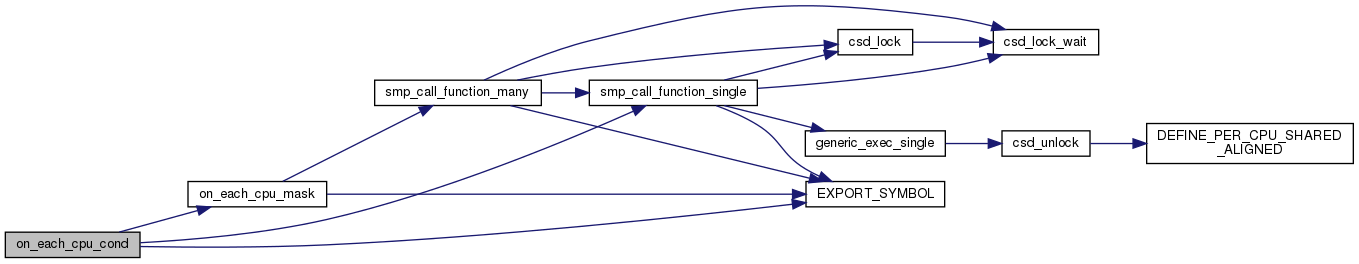 csd_lock
csd_lock_wait
smp_call_function_many
smp_call_function_single
generic_exec_single
csd_unlock
DEFINE_PER_CPU_SHARED
_ALIGNED
on_each_cpu_mask
EXPORT_SYMBOL
on_each_cpu_cond